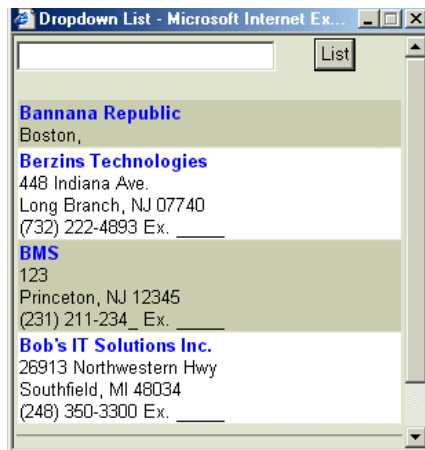 Dropdown List - Microsoft Internet Ex...
List
Bannana Republic
Boston,
Berzins Technologies
448 Indiana Ave.
Long Branch, NJ 07740
(732) 222-4893 Ex. _____
BMS
123
Princeton, NJ 12345
(231) 211-234_ Ex. _____
Bob's IT Solutions Inc.
26913 Northwestern Hwy
Southfield, MI 48034
(248) 350-3300 Ex. _____